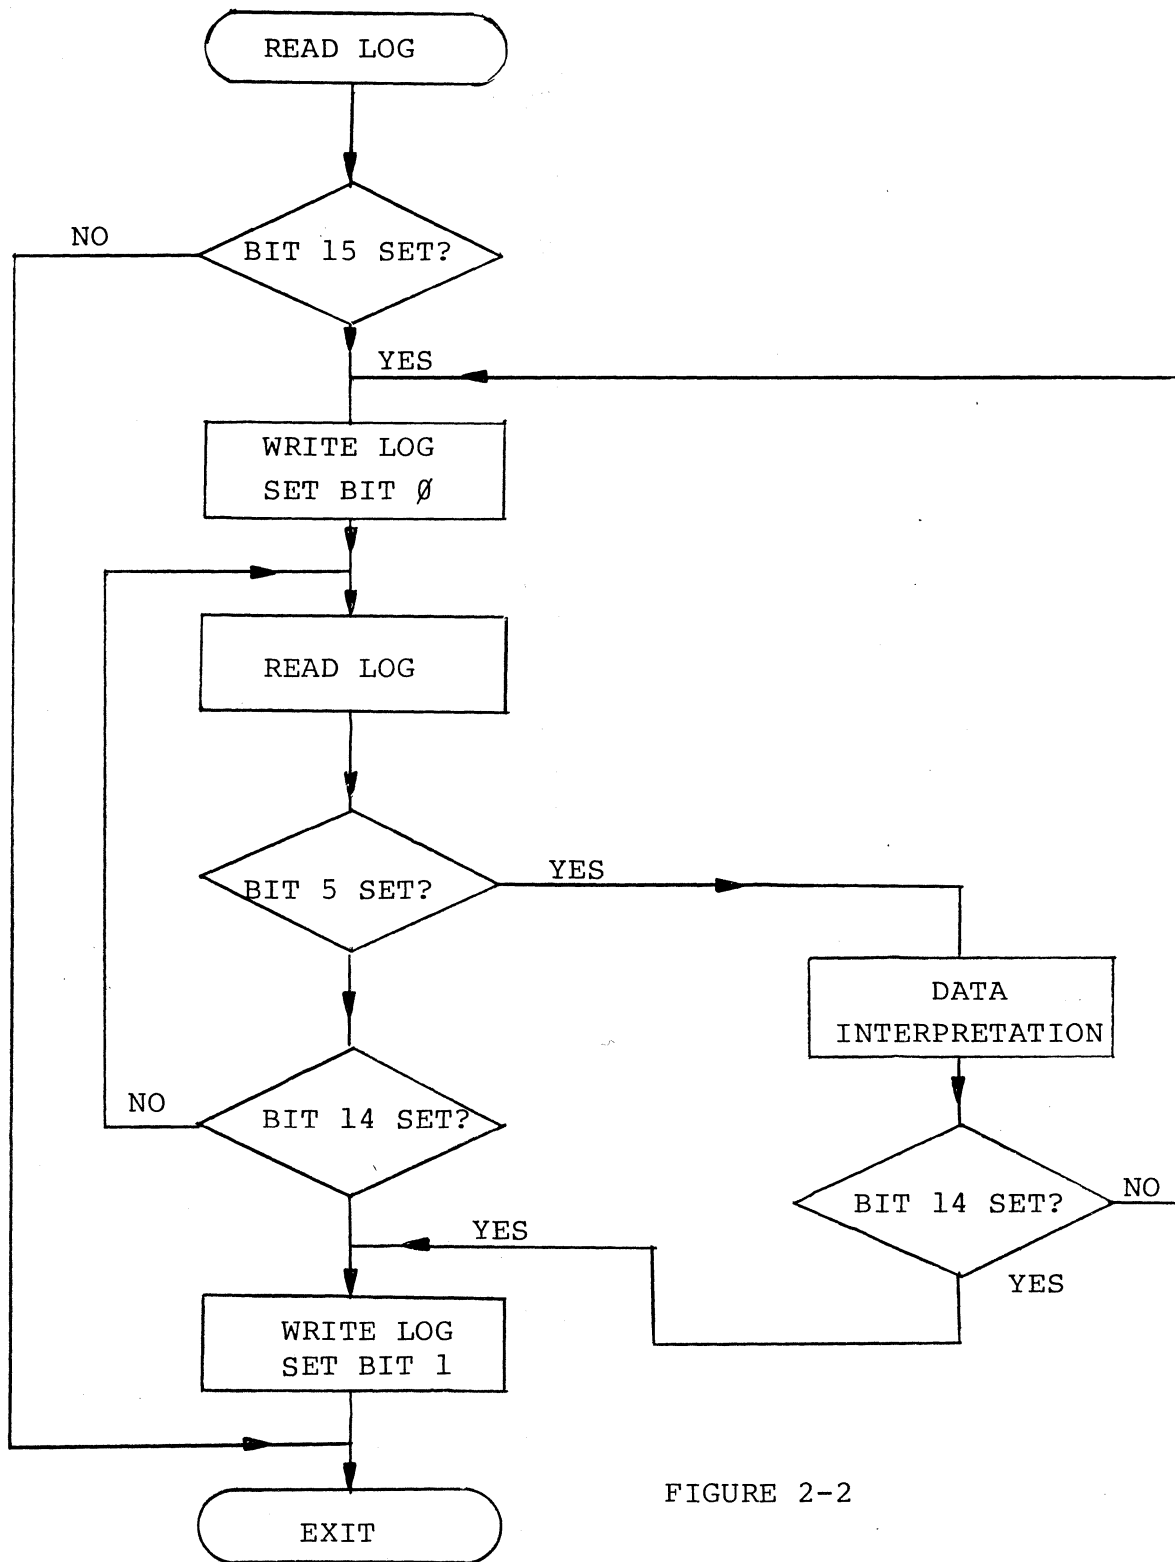 READ LOG
NO
BIT 15 SET?
YES
WRITE LOG
SET BIT Ø
READ LOG
BIT 5 SET?
YES
DATA
INTERPRETATION
NO
BIT 14 SET?
BIT 14 SET?
NO
YES
YES
WRITE LOG
SET BIT 1
FIGURE 2-2
EXIT